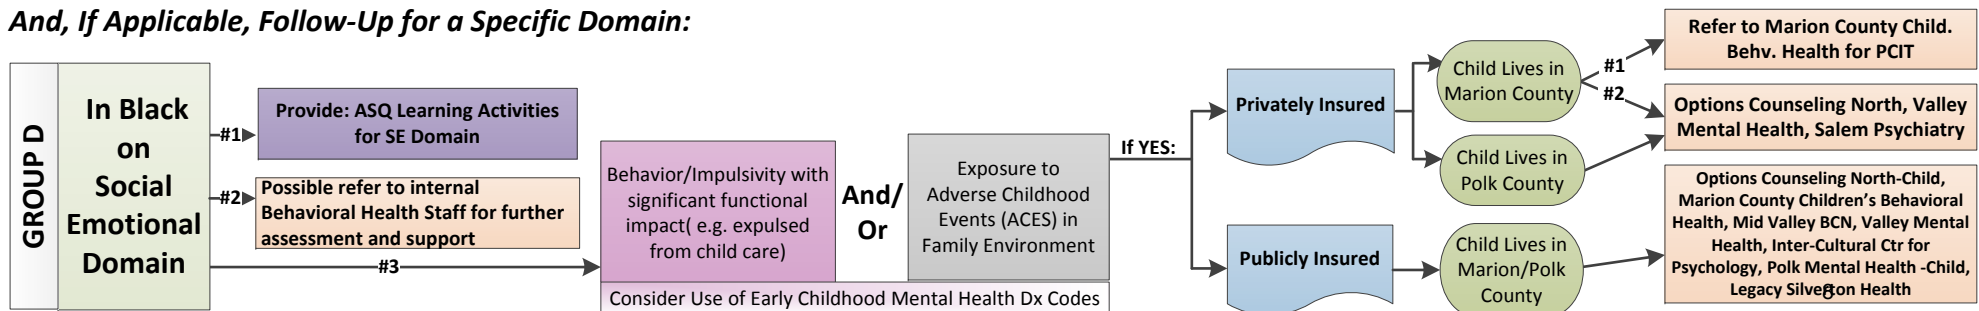 And, If Applicable, Follow-Up for a Specific Domain:
GROUP D
In Black
on
Social
Emotional
Domain
#1
Provide: ASQ Learning Activities
for SE Domain
#2
Possible refer to internal
Behavioral Health Staff for further
assessment and support
#3
Behavior/Impulsivity with
significant functional
impact( e.g. expulsed
from child care)
And/
Or
Exposure to
Adverse Childhood
Events (ACES) in
Family Environment
Consider Use of Early Childhood Mental Health Dx Codes
If YES:
Privately Insured
Child Lives in
Marion County
#1
#2
Refer to Marion County Child.
Behv. Health for PCIT
Options Counseling North, Valley
Mental Health, Salem Psychiatry
Child Lives in
Polk County
Publicly Insured
Child Lives in
Marion/Polk
County
Options Counseling North-Child,
Marion County Children’s Behavioral
Health, Mid Valley BCN, Valley Mental
Health, Inter-Cultural Ctr for
Psychology, Polk Mental Health -Child,
Legacy Silverton Health
8